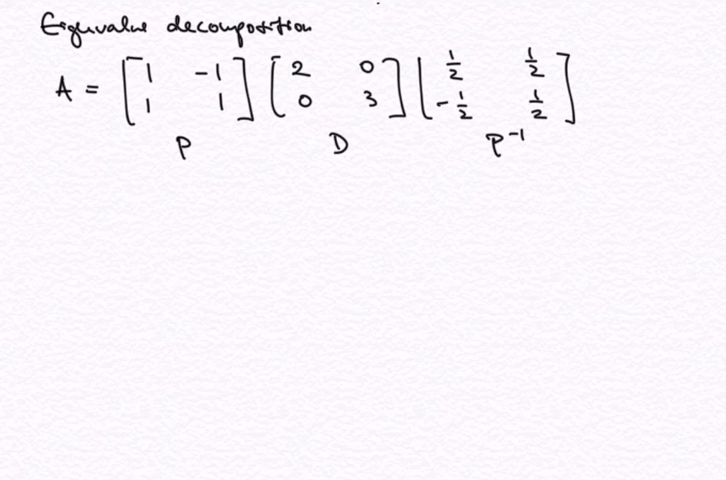 Eigenvalue decomposition
A = [1 -1; 1 1] [2 0; 0 3] [1/2 1/2; -1/2 1/2]
P D P⁻¹